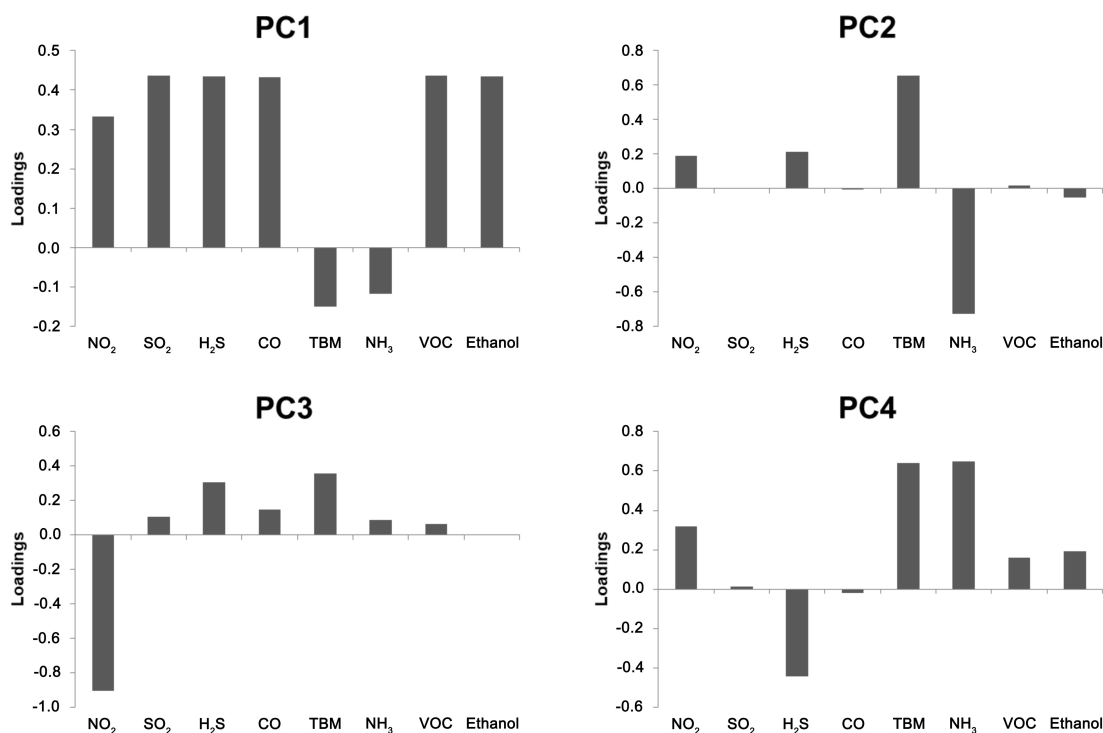 PC1
0.5
0.4
0.3
0.2
0.1
0.0
-0.1
-0.2
Loadings
NO₂ SO₂ H₂S CO TBM NH₃ VOC Ethanol
PC2
0.8
0.6
0.4
0.2
0.0
-0.2
-0.4
-0.6
-0.8
Loadings
NO₂ SO₂ H₂S CO TBM NH₃ VOC Ethanol
PC3
0.6
0.4
0.2
0.0
-0.2
-0.4
-0.6
-0.8
-1.0
Loadings
NO₂ SO₂ H₂S CO TBM NH₃ VOC Ethanol
PC4
0.8
0.6
0.4
0.2
0.0
-0.2
-0.4
-0.6
Loadings
NO₂ SO₂ H₂S CO TBM NH₃ VOC Ethanol